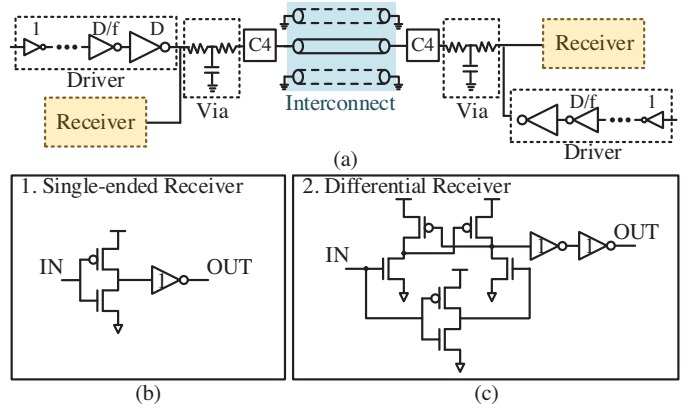 1 D/f D
Driver
Receiver
Via
C4
Interconnect
C4
Via
Receiver
D/f 1
Driver
(a)
1. Single-ended Receiver
IN
1
OUT
(b)
2. Differential Receiver
IN
1
1
OUT
(c)